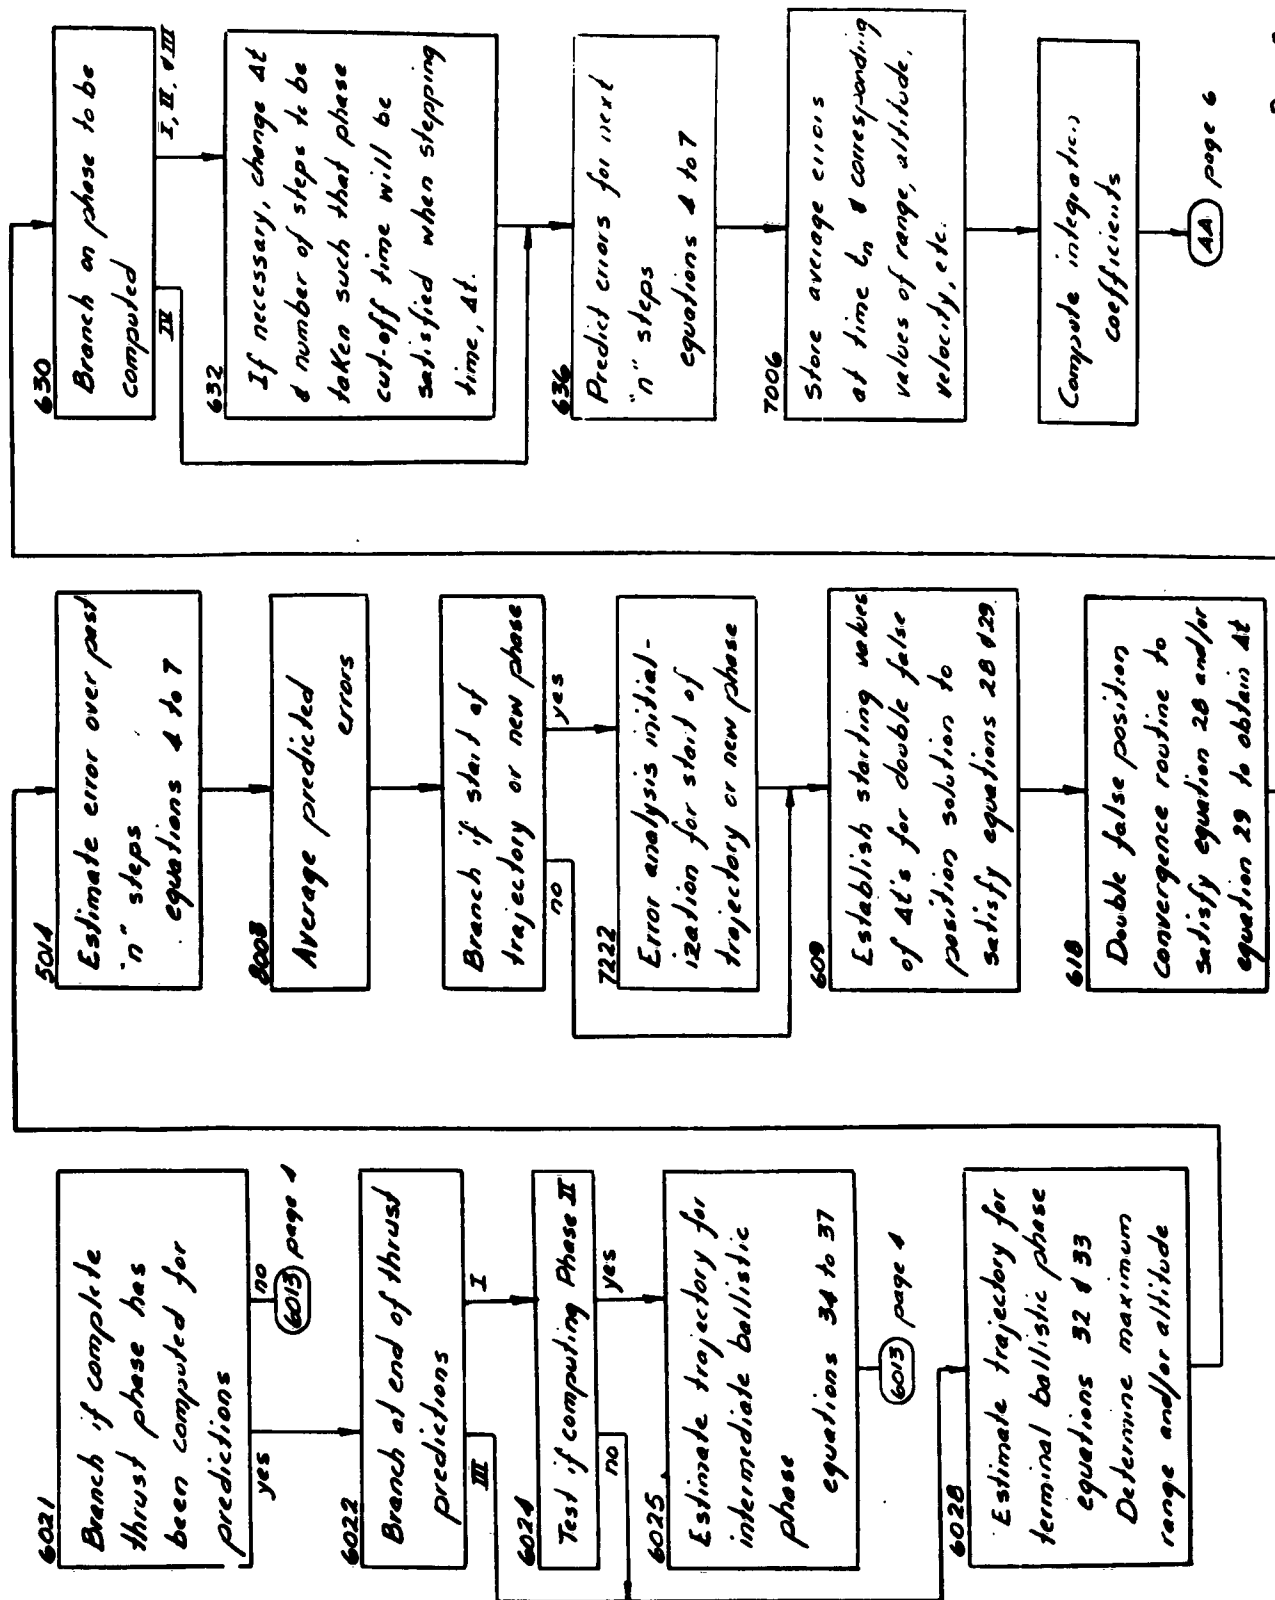 6021
Branch if complete
thrust phase has
been computed for
predictions
yes
no
6013 page 4
6022
Branch at end of thrust
predictions
III
I
6024
Test if computing Phase II
no
yes
6025
Estimate trajectory for
intermediate ballistic
phase
equations 34 to 37
6013 page 4
6028
Estimate trajectory for
terminal ballistic phase
equations 32 & 33
Determine maximum
range and/or altitude
5014
Estimate error over past
"n" steps
equations 4 to 7
8008
Average predicted
errors
Branch if start of
trajectory or new phase
no
yes
7222
Error analysis initial-
ization for start of
trajectory or new phase
609
Establish starting values
of Δt's for double false
position solution to
satisfy equations 28 & 29
618
Double false position
convergence routine to
satisfy equation 28 and/or
equation 29 to obtain Δt
630
Branch on phase to be
computed
IV
I, II, & III
632
If necessary, change Δt
& number of steps to be
taken such that phase
cut-off time will be
satisfied when stepping
time, Δt.
636
Predict errors for next
"n" steps
equations 4 to 7
7006
Store average errors
at time tn & corresponding
values of range, altitude,
velocity, etc.
Compute integration
coefficients
AA page 6